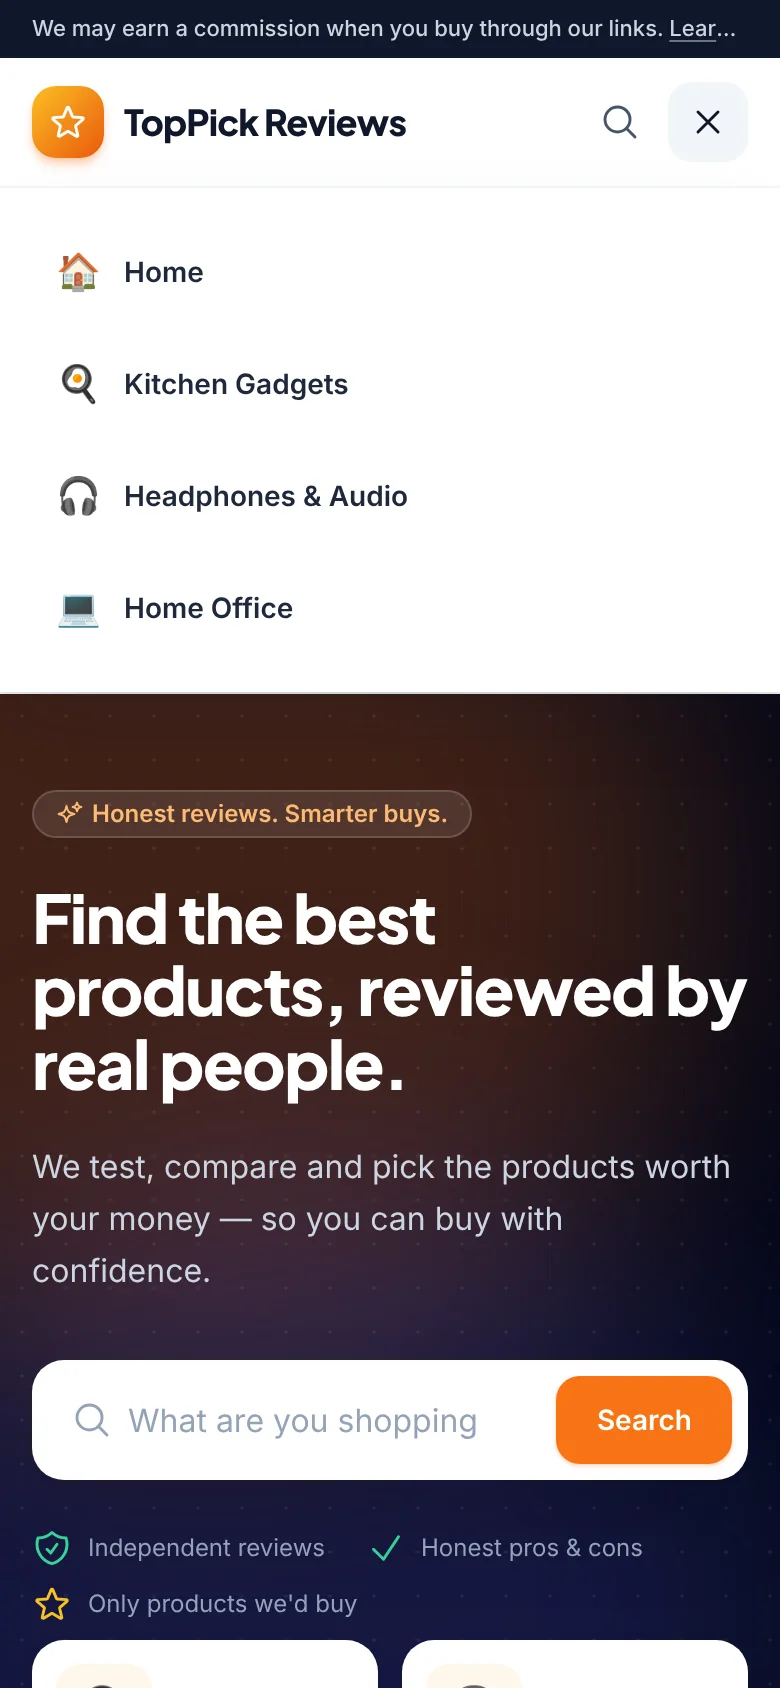 We may earn a commission when you buy through our links. Lear...
TopPick Reviews
Home
Kitchen Gadgets
Headphones & Audio
Home Office
Honest reviews. Smarter buys.
Find the best
products, reviewed by
real people.
We test, compare and pick the products worth
your money — so you can buy with
confidence.
What are you shopping
Search
Independent reviews
Honest pros & cons
Only products we'd buy